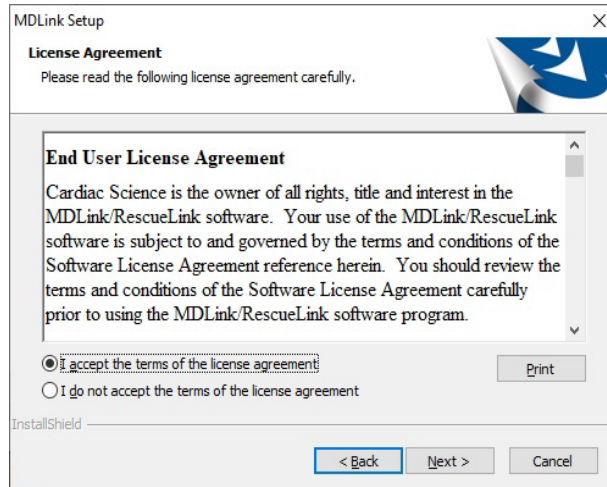 MDLink Setup
License Agreement
Please read the following license agreement carefully.
End User License Agreement
Cardiac Science is the owner of all rights, title and interest in the
MDLink/RescueLink software.  Your use of the MDLink/RescueLink
software is subject to and governed by the terms and conditions of the
Software License Agreement reference herein.  You should review the
terms and conditions of the Software License Agreement carefully
prior to using the MDLink/RescueLink software program.
I accept the terms of the license agreement
Print
I do not accept the terms of the license agreement
InstallShield
< Back
Next >
Cancel